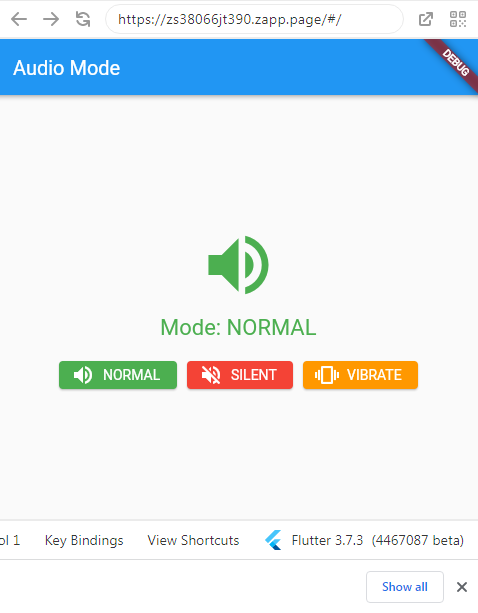 https://zs38066jt390.zapp.page/#/
Audio Mode
DEBUG
Mode: NORMAL
NORMAL SILENT VIBRATE
ol 1 Key Bindings View Shortcuts Flutter 3.7.3 (4467087 beta)
Show all